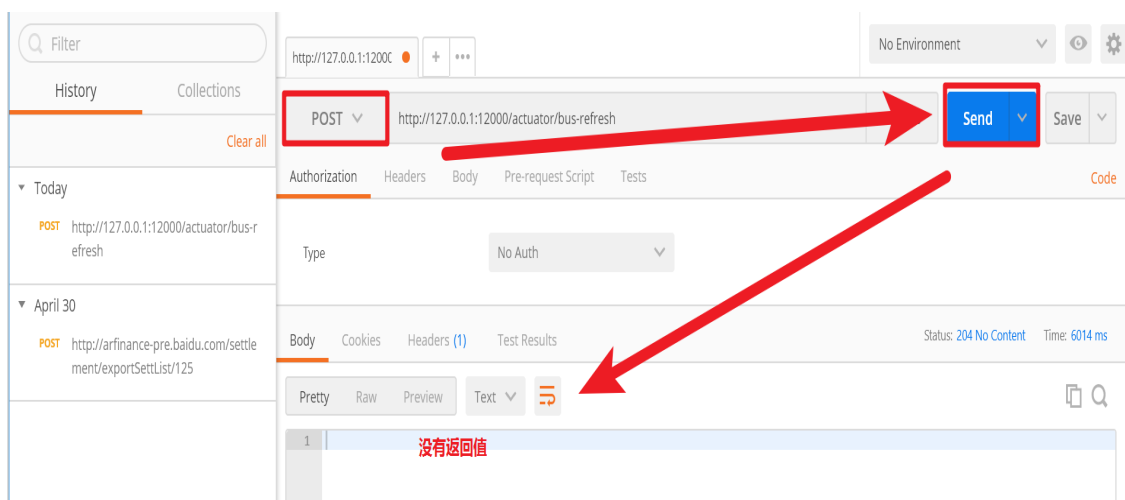 Filter
History Collections
Clear all
Today
POST http://127.0.0.1:12000/actuator/bus-r
efresh
April 30
POST http://arfinance-pre.baidu.com/settle
ment/exportSettList/125
http://127.0.0.1:1200C + •••
No Environment
POST http://127.0.0.1:12000/actuator/bus-refresh Send Save
Authorization Headers Body Pre-request Script Tests Code
Type No Auth
Body Cookies Headers (1) Test Results Status: 204 No Content Time: 6014 ms
Pretty Raw Preview Text
1
没有返回值